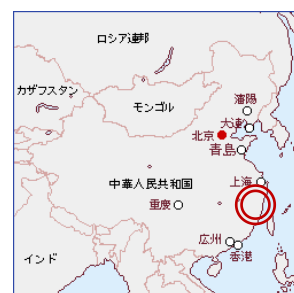 ロシア連邦
カザフスタン
モンゴル
瀋陽
大連
北京
青島
中華人民共和国
上海
重慶
広州
香港
インド